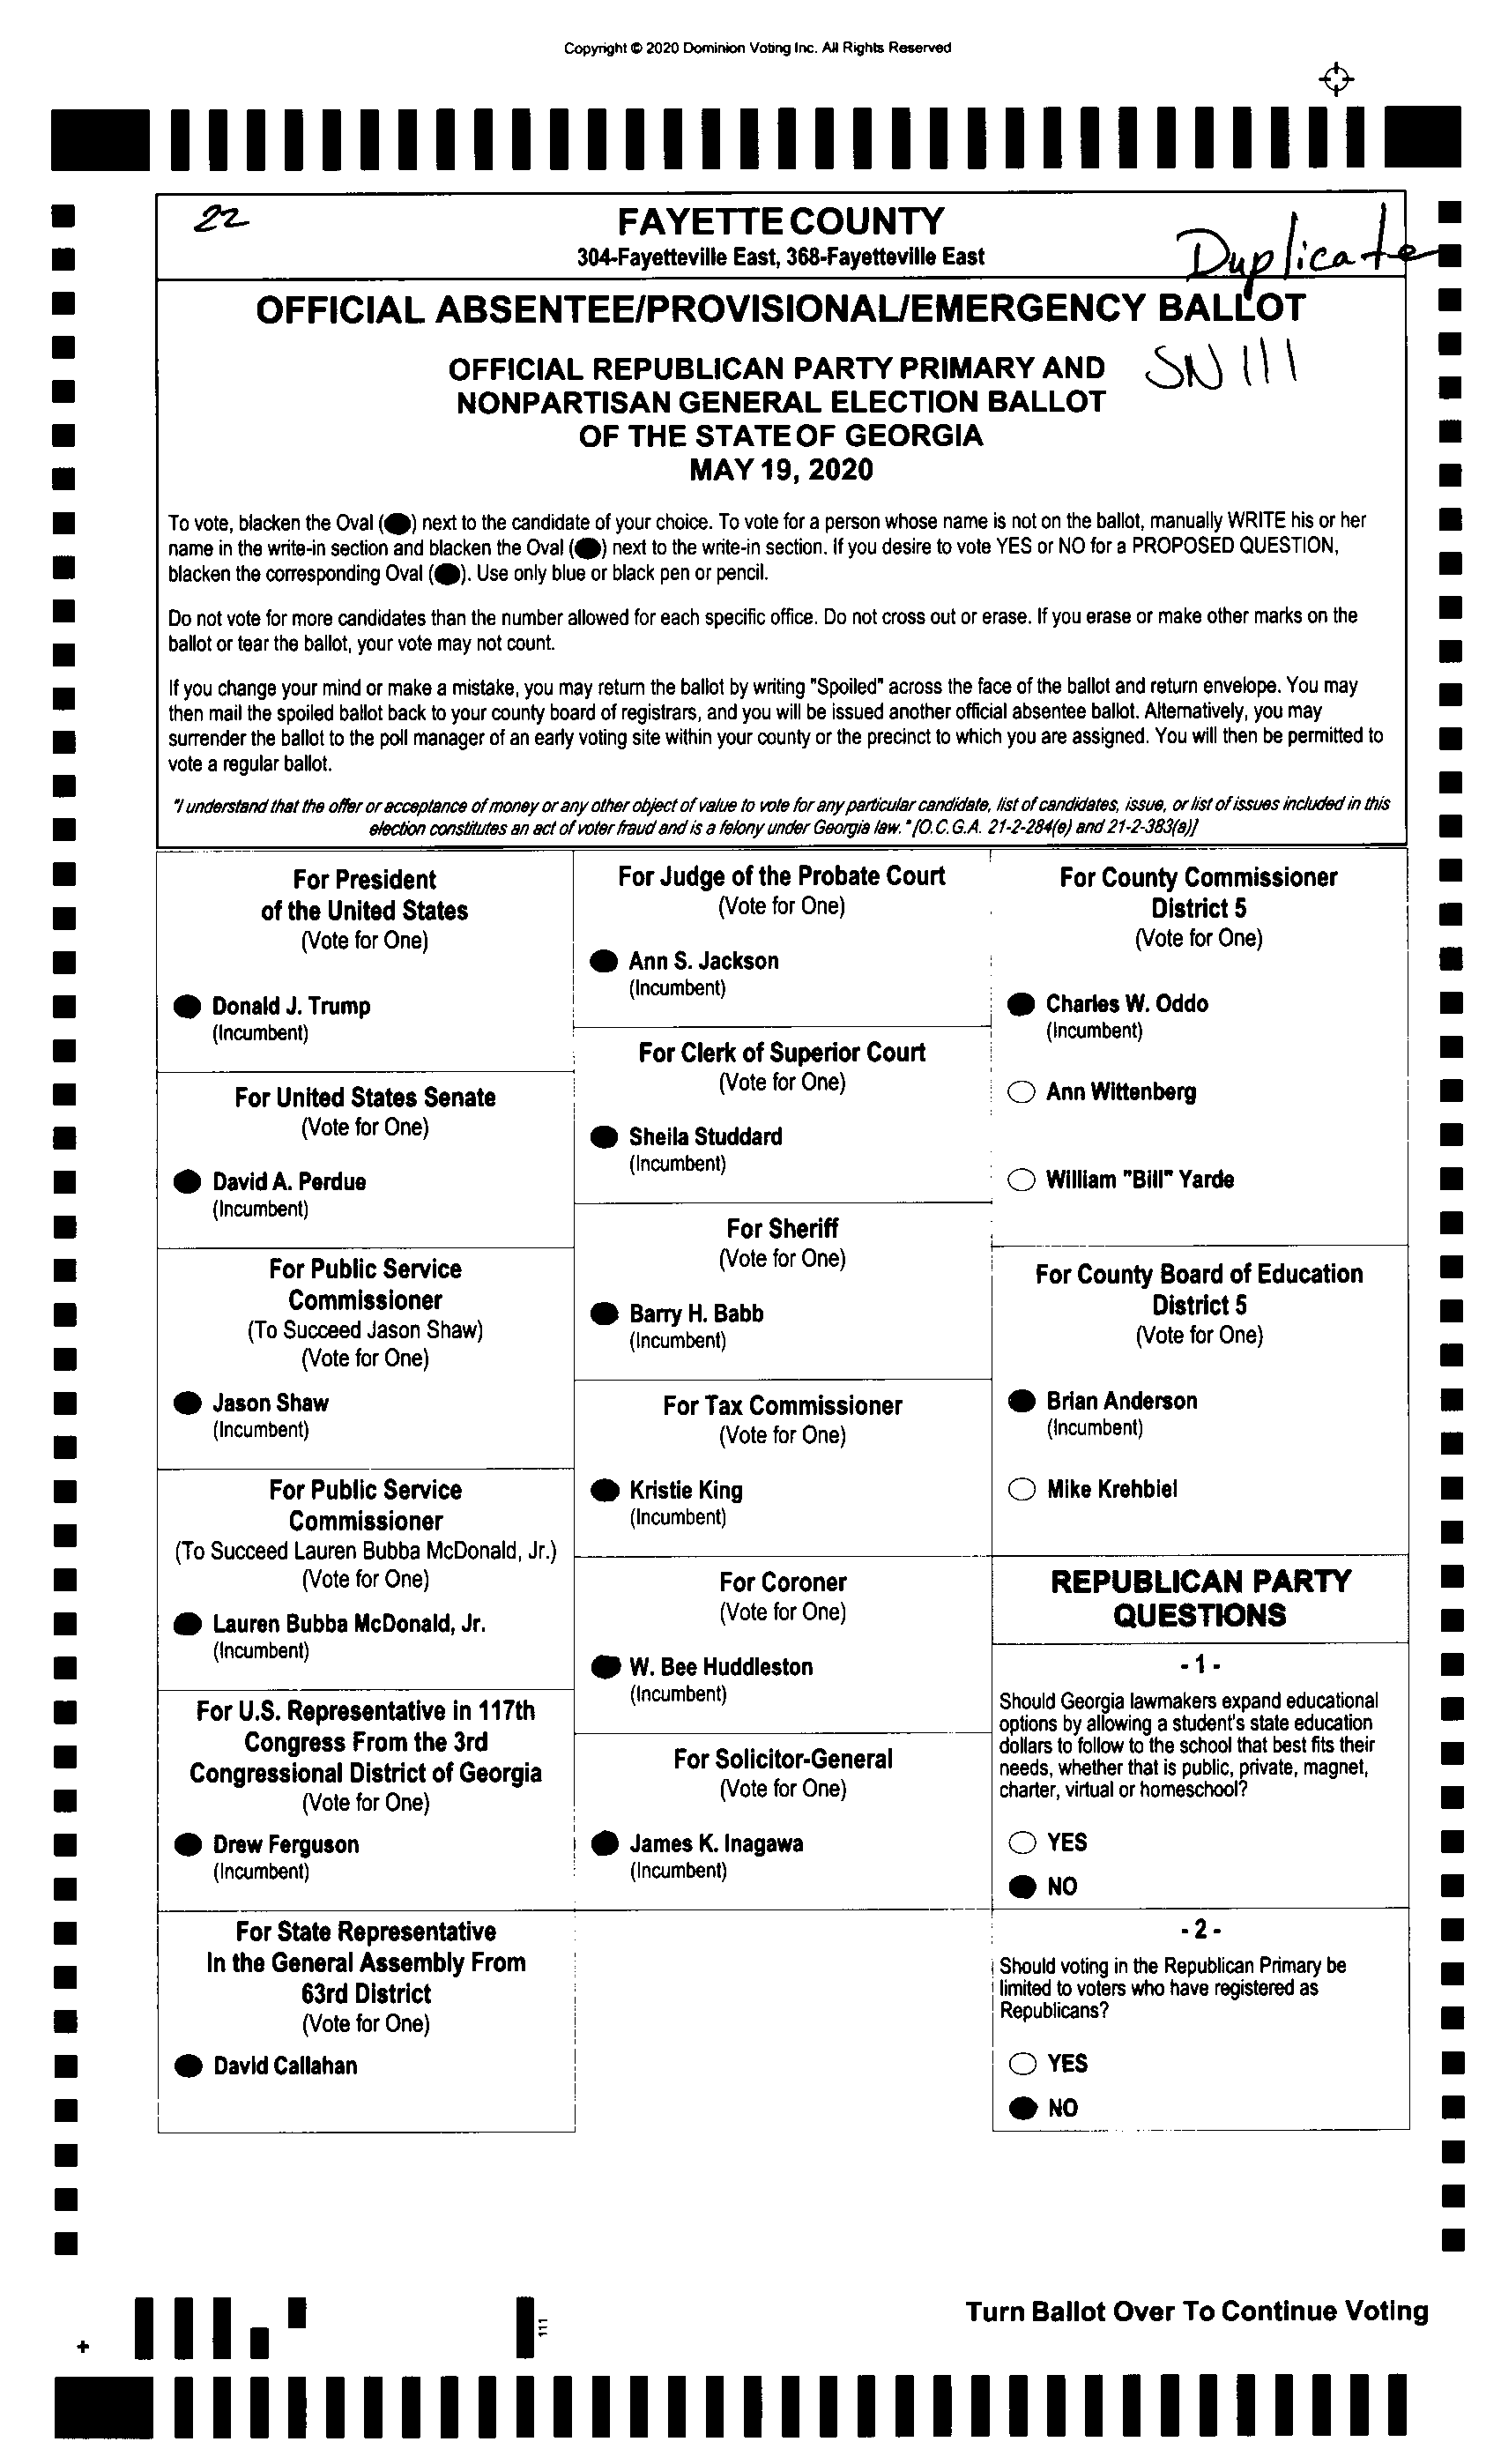 Copyright © 2020 Dominion Voting Inc. All Rights Reserved
22
FAYETTE COUNTY
304-Fayetteville East, 368-Fayetteville East
Duplicate
OFFICIAL ABSENTEE/PROVISIONAL/EMERGENCY BALLOT
OFFICIAL REPUBLICAN PARTY PRIMARY AND
NONPARTISAN GENERAL ELECTION BALLOT
OF THE STATE OF GEORGIA
MAY 19, 2020
SN 111
To vote, blacken the Oval (●) next to the candidate of your choice. To vote for a person whose name is not on the ballot, manually WRITE his or her
name in the write-in section and blacken the Oval (●) next to the write-in section. If you desire to vote YES or NO for a PROPOSED QUESTION,
blacken the corresponding Oval (●). Use only blue or black pen or pencil.
Do not vote for more candidates than the number allowed for each specific office. Do not cross out or erase. If you erase or make other marks on the
ballot or tear the ballot, your vote may not count.
If you change your mind or make a mistake, you may return the ballot by writing "Spoiled" across the face of the ballot and return envelope. You may
then mail the spoiled ballot back to your county board of registrars, and you will be issued another official absentee ballot. Alternatively, you may
surrender the ballot to the poll manager of an early voting site within your county or the precinct to which you are assigned. You will then be permitted to
vote a regular ballot.
"I understand that the offer or acceptance of money or any other object of value to vote for any particular candidate, list of candidates, issue, or list of issues included in this
election constitutes an act of voter fraud and is a felony under Georgia law." [O.C.G.A. 21-2-284(e) and 21-2-383(a)]
For President
of the United States
(Vote for One)
Donald J. Trump
(Incumbent)
For United States Senate
(Vote for One)
David A. Perdue
(Incumbent)
For Public Service
Commissioner
(To Succeed Jason Shaw)
(Vote for One)
Jason Shaw
(Incumbent)
For Public Service
Commissioner
(To Succeed Lauren Bubba McDonald, Jr.)
(Vote for One)
Lauren Bubba McDonald, Jr.
(Incumbent)
For U.S. Representative in 117th
Congress From the 3rd
Congressional District of Georgia
(Vote for One)
Drew Ferguson
(Incumbent)
For State Representative
In the General Assembly From
63rd District
(Vote for One)
David Callahan
For Judge of the Probate Court
(Vote for One)
Ann S. Jackson
(Incumbent)
For Clerk of Superior Court
(Vote for One)
Sheila Studdard
(Incumbent)
For Sheriff
(Vote for One)
Barry H. Babb
(Incumbent)
For Tax Commissioner
(Vote for One)
Kristie King
(Incumbent)
For Coroner
(Vote for One)
W. Bee Huddleston
(Incumbent)
For Solicitor-General
(Vote for One)
James K. Inagawa
(Incumbent)
For County Commissioner
District 5
(Vote for One)
Charles W. Oddo
(Incumbent)
Ann Wittenberg
William "Bill" Yarde
For County Board of Education
District 5
(Vote for One)
Brian Anderson
(Incumbent)
Mike Krehbiel
REPUBLICAN PARTY
QUESTIONS
- 1 -
Should Georgia lawmakers expand educational
options by allowing a student's state education
dollars to follow to the school that best fits their
needs, whether that is public, private, magnet,
charter, virtual or homeschool?
YES
NO
- 2 -
Should voting in the Republican Primary be
limited to voters who have registered as
Republicans?
YES
NO
Turn Ballot Over To Continue Voting
111